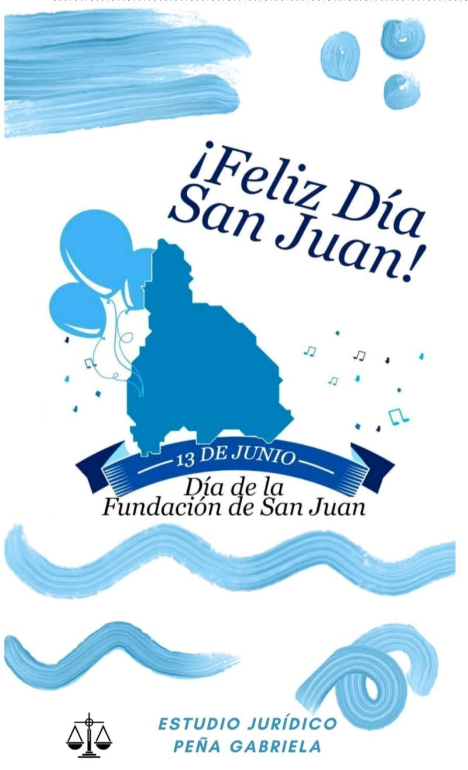 ¡Feliz Día
San Juan!
13 DE JUNIO
Día de la
Fundación de San Juan
ESTUDIO JURÍDICO
PEÑA GABRIELA